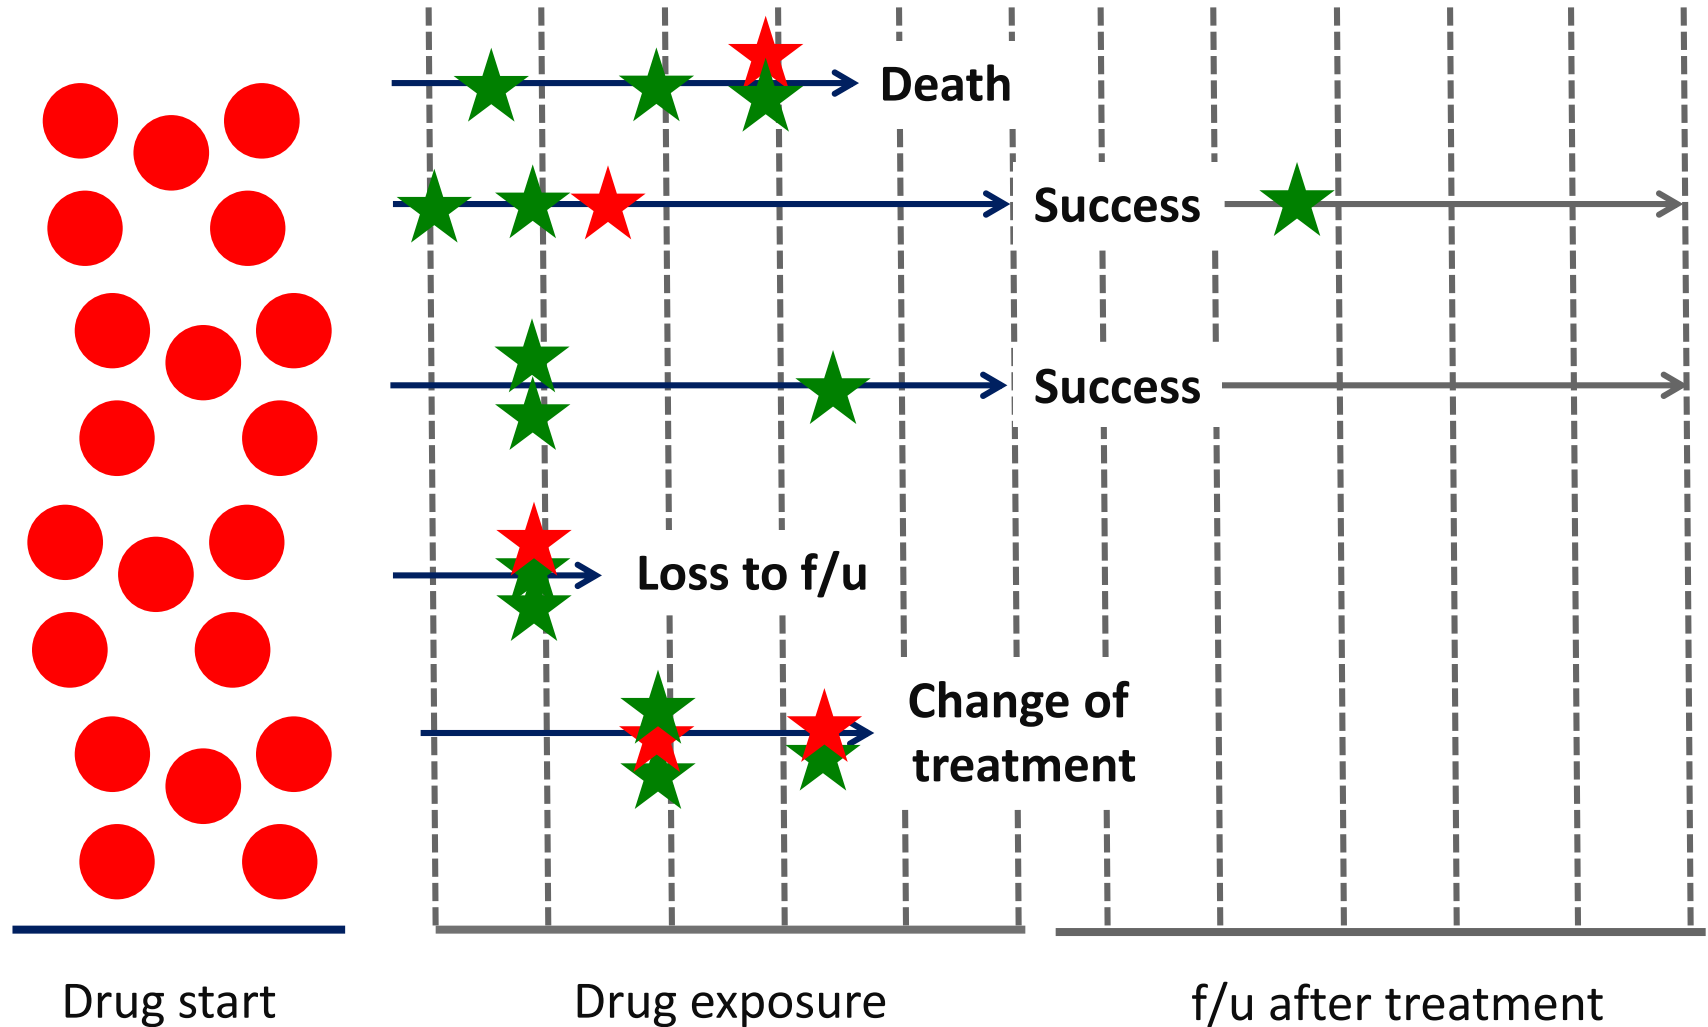 Death
Success
Success
Loss to f/u
Change of
treatment
Drug start
Drug exposure
f/u after treatment